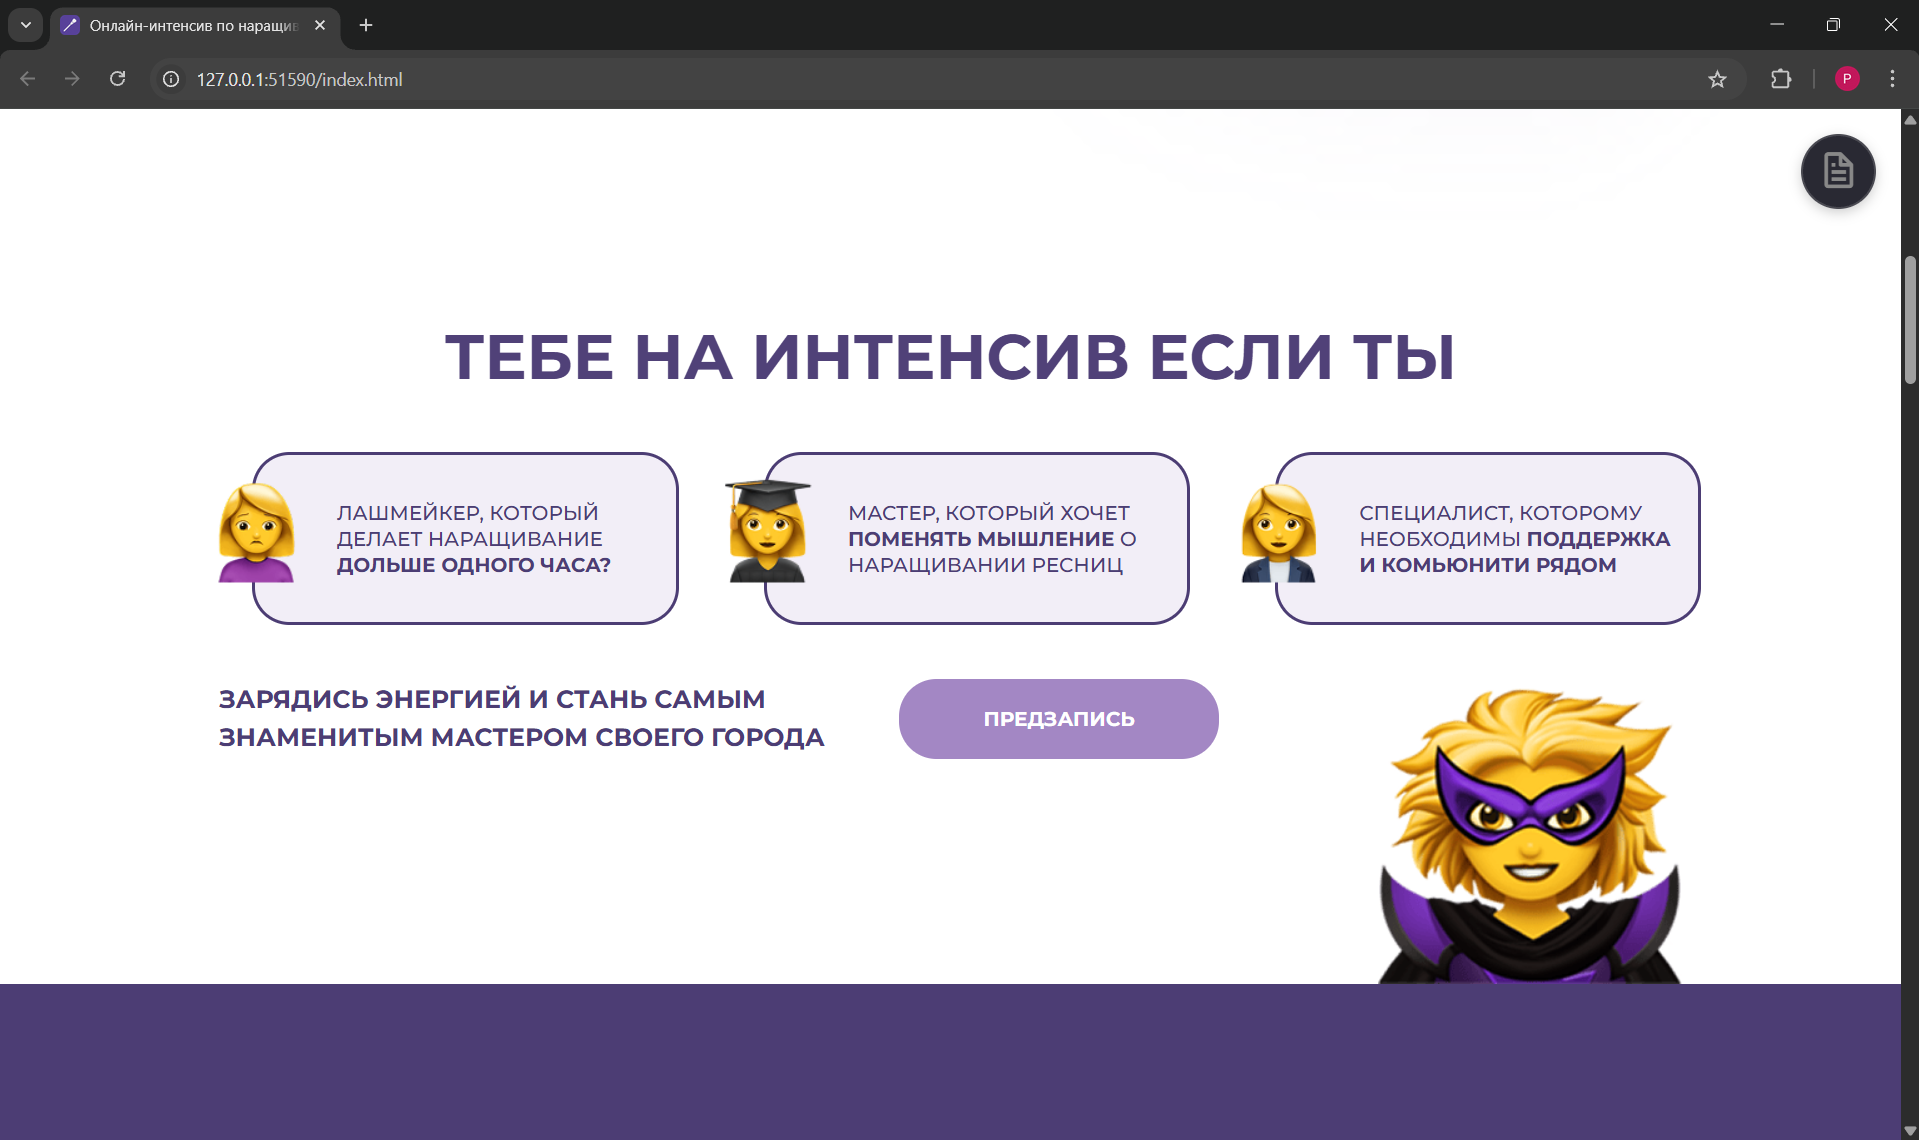 Онлайн-интенсив по наращив
127.0.0.1:51590/index.html
P
ТЕБЕ НА ИНТЕНСИВ ЕСЛИ ТЫ
ЛАШМЕЙКЕР, КОТОРЫЙ
ДЕЛАЕТ НАРАЩИВАНИЕ
ДОЛЬШЕ ОДНОГО ЧАСА?
МАСТЕР, КОТОРЫЙ ХОЧЕТ
ПОМЕНЯТЬ МЫШЛЕНИЕ О
НАРАЩИВАНИИ РЕСНИЦ
СПЕЦИАЛИСТ, КОТОРОМУ
НЕОБХОДИМЫ ПОДДЕРЖКА
И КОМЬЮНИТИ РЯДОМ
ЗАРЯДИСЬ ЭНЕРГИЕЙ И СТАНЬ САМЫМ
ЗНАМЕНИТЫМ МАСТЕРОМ СВОЕГО ГОРОДА
ПРЕДЗАПИСЬ